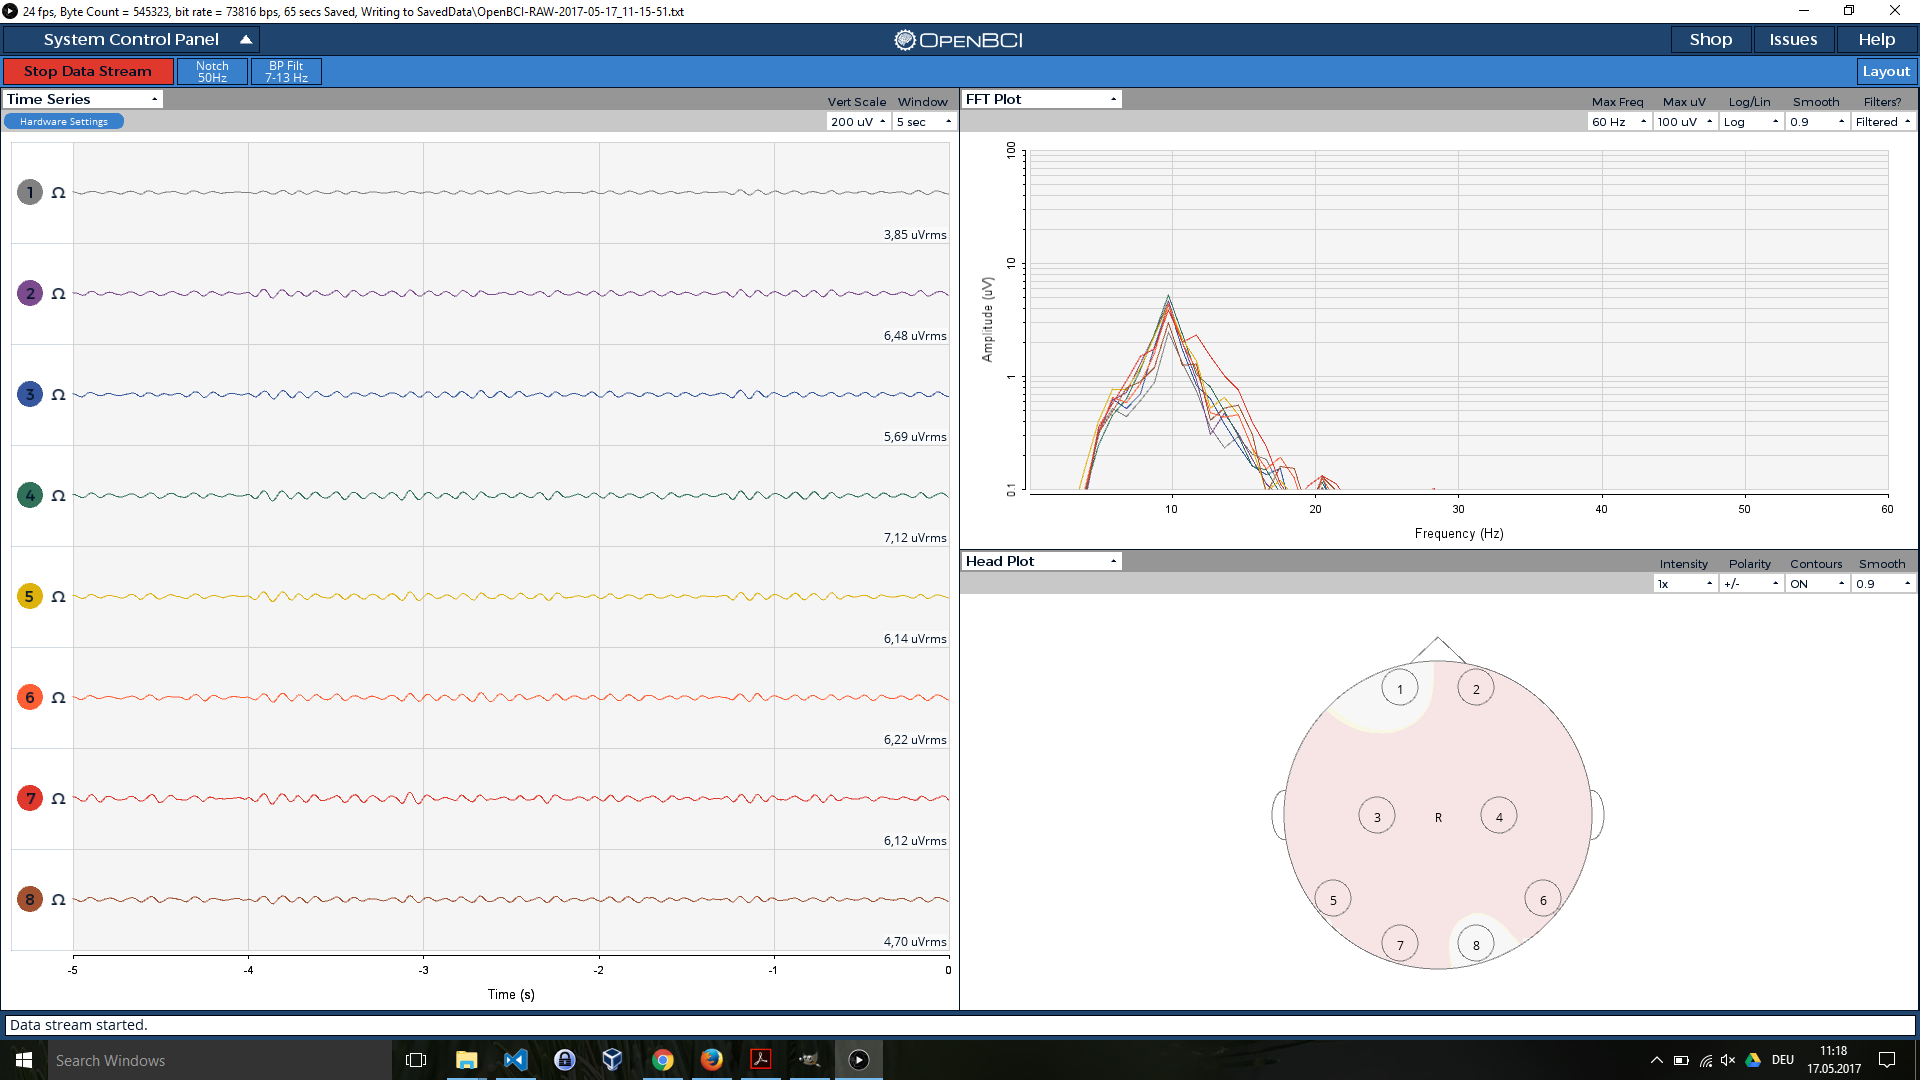 24 fps, Byte Count = 545323, bit rate = 73816 bps, 65 secs Saved, Writing to SavedData\OpenBCI-RAW-2017-05-17_11-15-51.txt
System Control Panel
OPENBCI
Shop
Issues
Help
Stop Data Stream
Notch
50Hz
BP Filt
7-13 Hz
Layout
Time Series
Vert Scale
Window
Hardware Settings
200 uV
5 sec
1 Ω
3,85 uVrms
2 Ω
6,48 uVrms
3 Ω
5,69 uVrms
4 Ω
7,12 uVrms
5 Ω
6,14 uVrms
6 Ω
6,22 uVrms
7 Ω
6,12 uVrms
8 Ω
4,70 uVrms
-5 -4 -3 -2 -1 0
Time (s)
FFT Plot
Max Freq
Max uV
Log/Lin
Smooth
Filters?
60 Hz
100 uV
Log
0.9
Filtered
100
10
1
0.1
Amplitude (uV)
10 20 30 40 50 60
Frequency (Hz)
Head Plot
Intensity
Polarity
Contours
Smooth
1x
+/-
ON
0.9
1 2
3 R 4
5 6
7 8
Data stream started.
Search Windows
DEU
11:18
17.05.2017